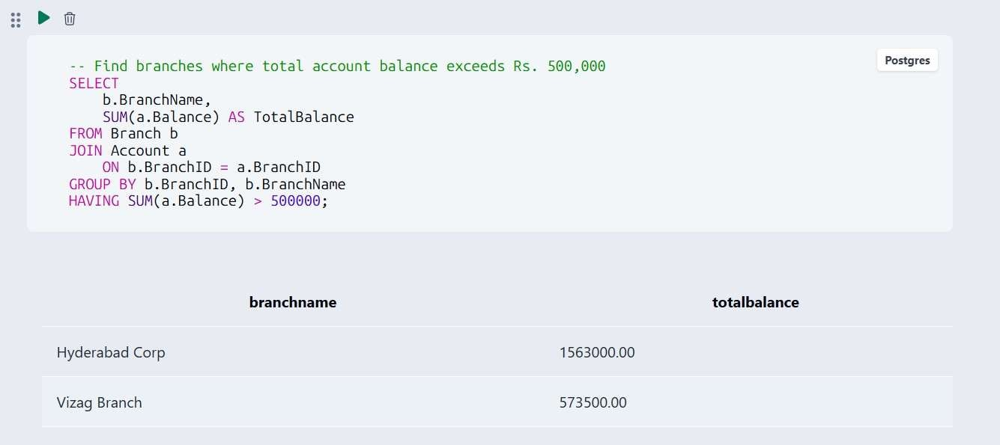 -- Find branches where total account balance exceeds Rs. 500,000
Postgres
SELECT
    b.BranchName,
    SUM(a.Balance) AS TotalBalance
FROM Branch b
JOIN Account a
    ON b.BranchID = a.BranchID
GROUP BY b.BranchID, b.BranchName
HAVING SUM(a.Balance) > 500000;
branchname totalbalance
Hyderabad Corp 1563000.00
Vizag Branch 573500.00